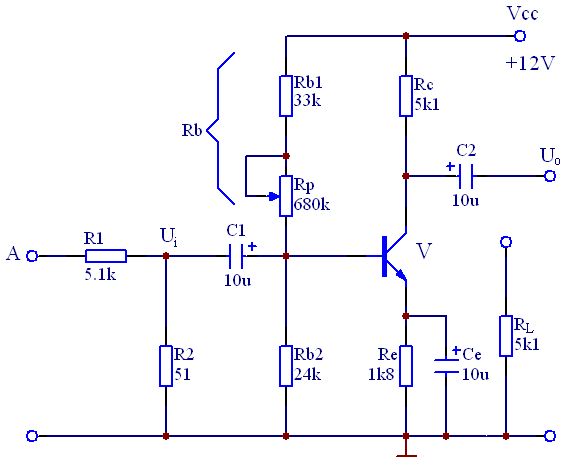 Vcc
+12V
Rb1
33k
Rc
5k1
Rb
C2
10u
Uo
Rp
680k
A
R1
5.1k
Ui
C1
10u
V
R2
51
Rb2
24k
Re
1k8
Ce
10u
RL
5k1